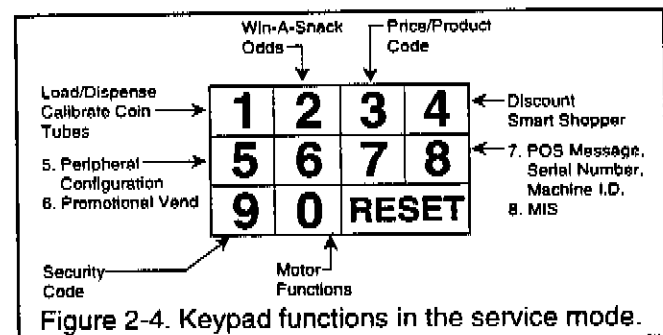 Win-A-Snack
Odds
Price/Product
Code
Load/Dispense
Calibrate Coin
Tubes
1 2 3 4
Discount
Smart Shopper
5. Peripheral
Configuration
6. Promotional Vend
5 6 7 8
7. POS Message,
Serial Number,
Machine I.D.
8. MIS
9 0 RESET
Security
Code
Motor
Functions
Figure 2-4. Keypad functions in the service mode.